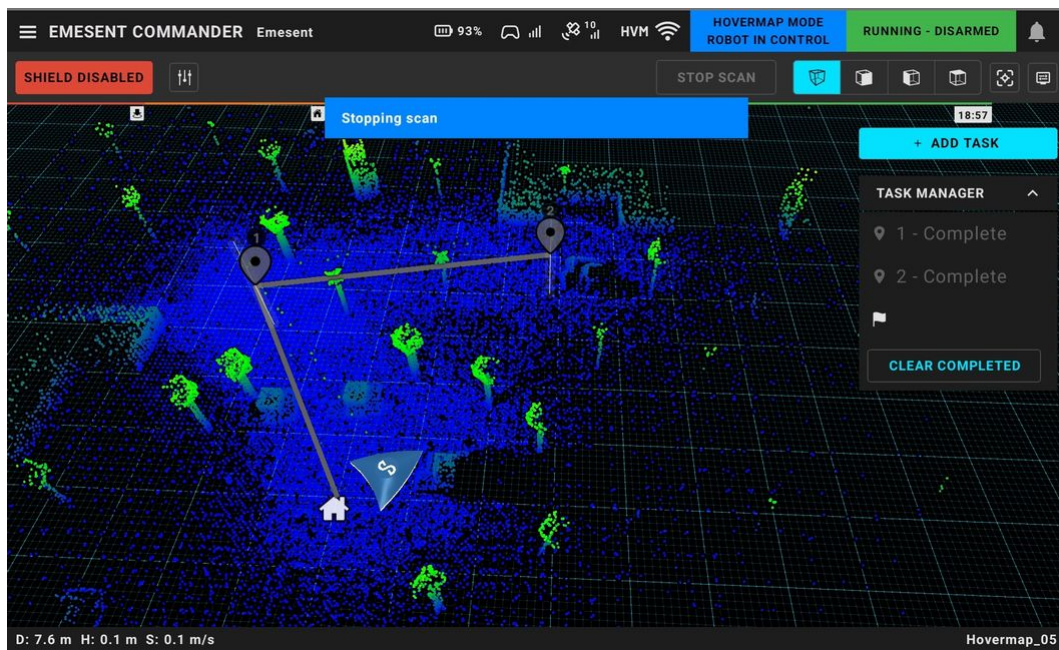 EMESENT COMMANDER Emesent 93% 10 HVM HOVERMAP MODE RUNNING - DISARMED
ROBOT IN CONTROL
SHIELD DISABLED STOP SCAN
Stopping scan
18:57
+ ADD TASK
TASK MANAGER
1 - Complete
2 - Complete
CLEAR COMPLETED
1
2
S
D: 7.6 m H: 0.1 m S: 0.1 m/s Hovermap_05